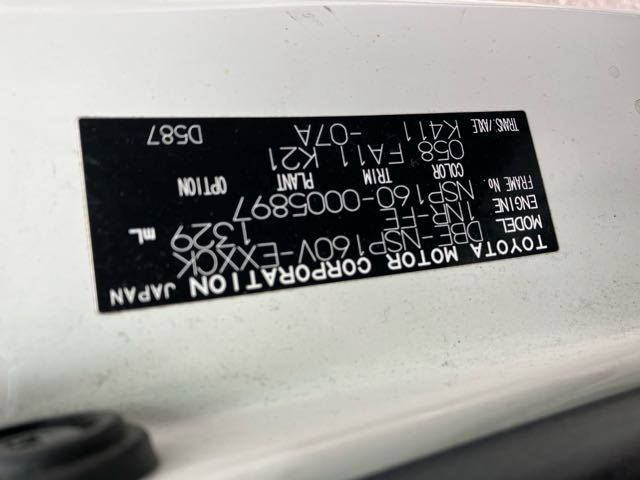 TOYOTA MOTOR CORPORATION JAPAN
MODEL DBE-NSP160V-EXXCK
ENGINE 1NR-FE 1329 mL
FRAME No NSP160-0005897
COLOR TRIM PLANT OPTION
058 FA11 K21
TRANS./AXLE K411 -07A D587